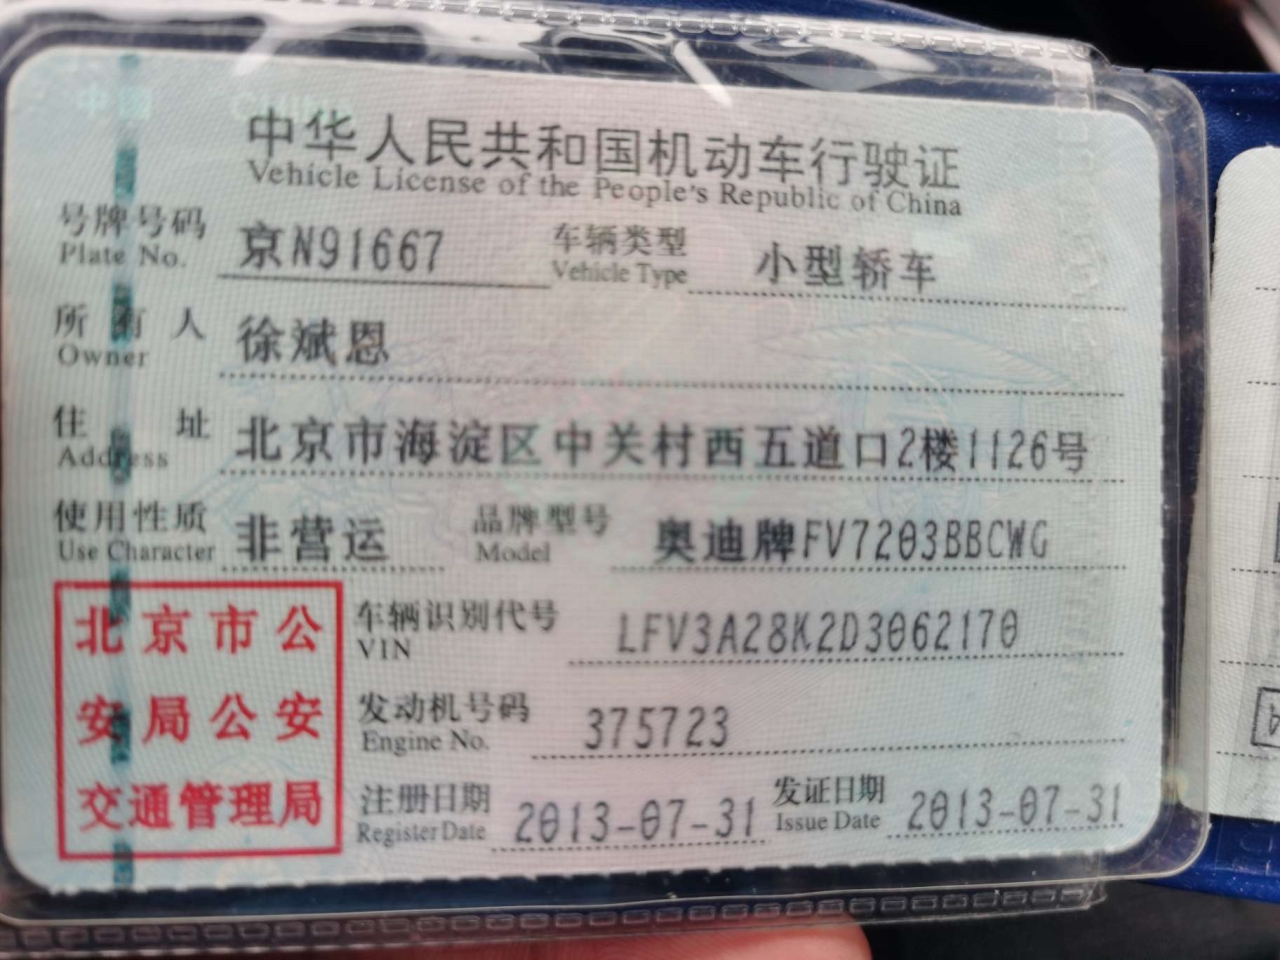 中国 CHINA
中华人民共和国机动车行驶证
Vehicle License of the People's Republic of China
号牌号码 京N91667 车辆类型 小型轿车
Plate No. Vehicle Type
所有人 徐斌恩
Owner
住址 北京市海淀区中关村西五道口2楼1126号
Address
使用性质 非营运 品牌型号 奥迪牌FV7203BBCWG
Use Character Model
北京市公
安局公安
交通管理局
车辆识别代号 LFV3A28K2D3062170
VIN
发动机号码 375723
Engine No.
注册日期 2013-07-31 发证日期 2013-07-31
Register Date Issue Date